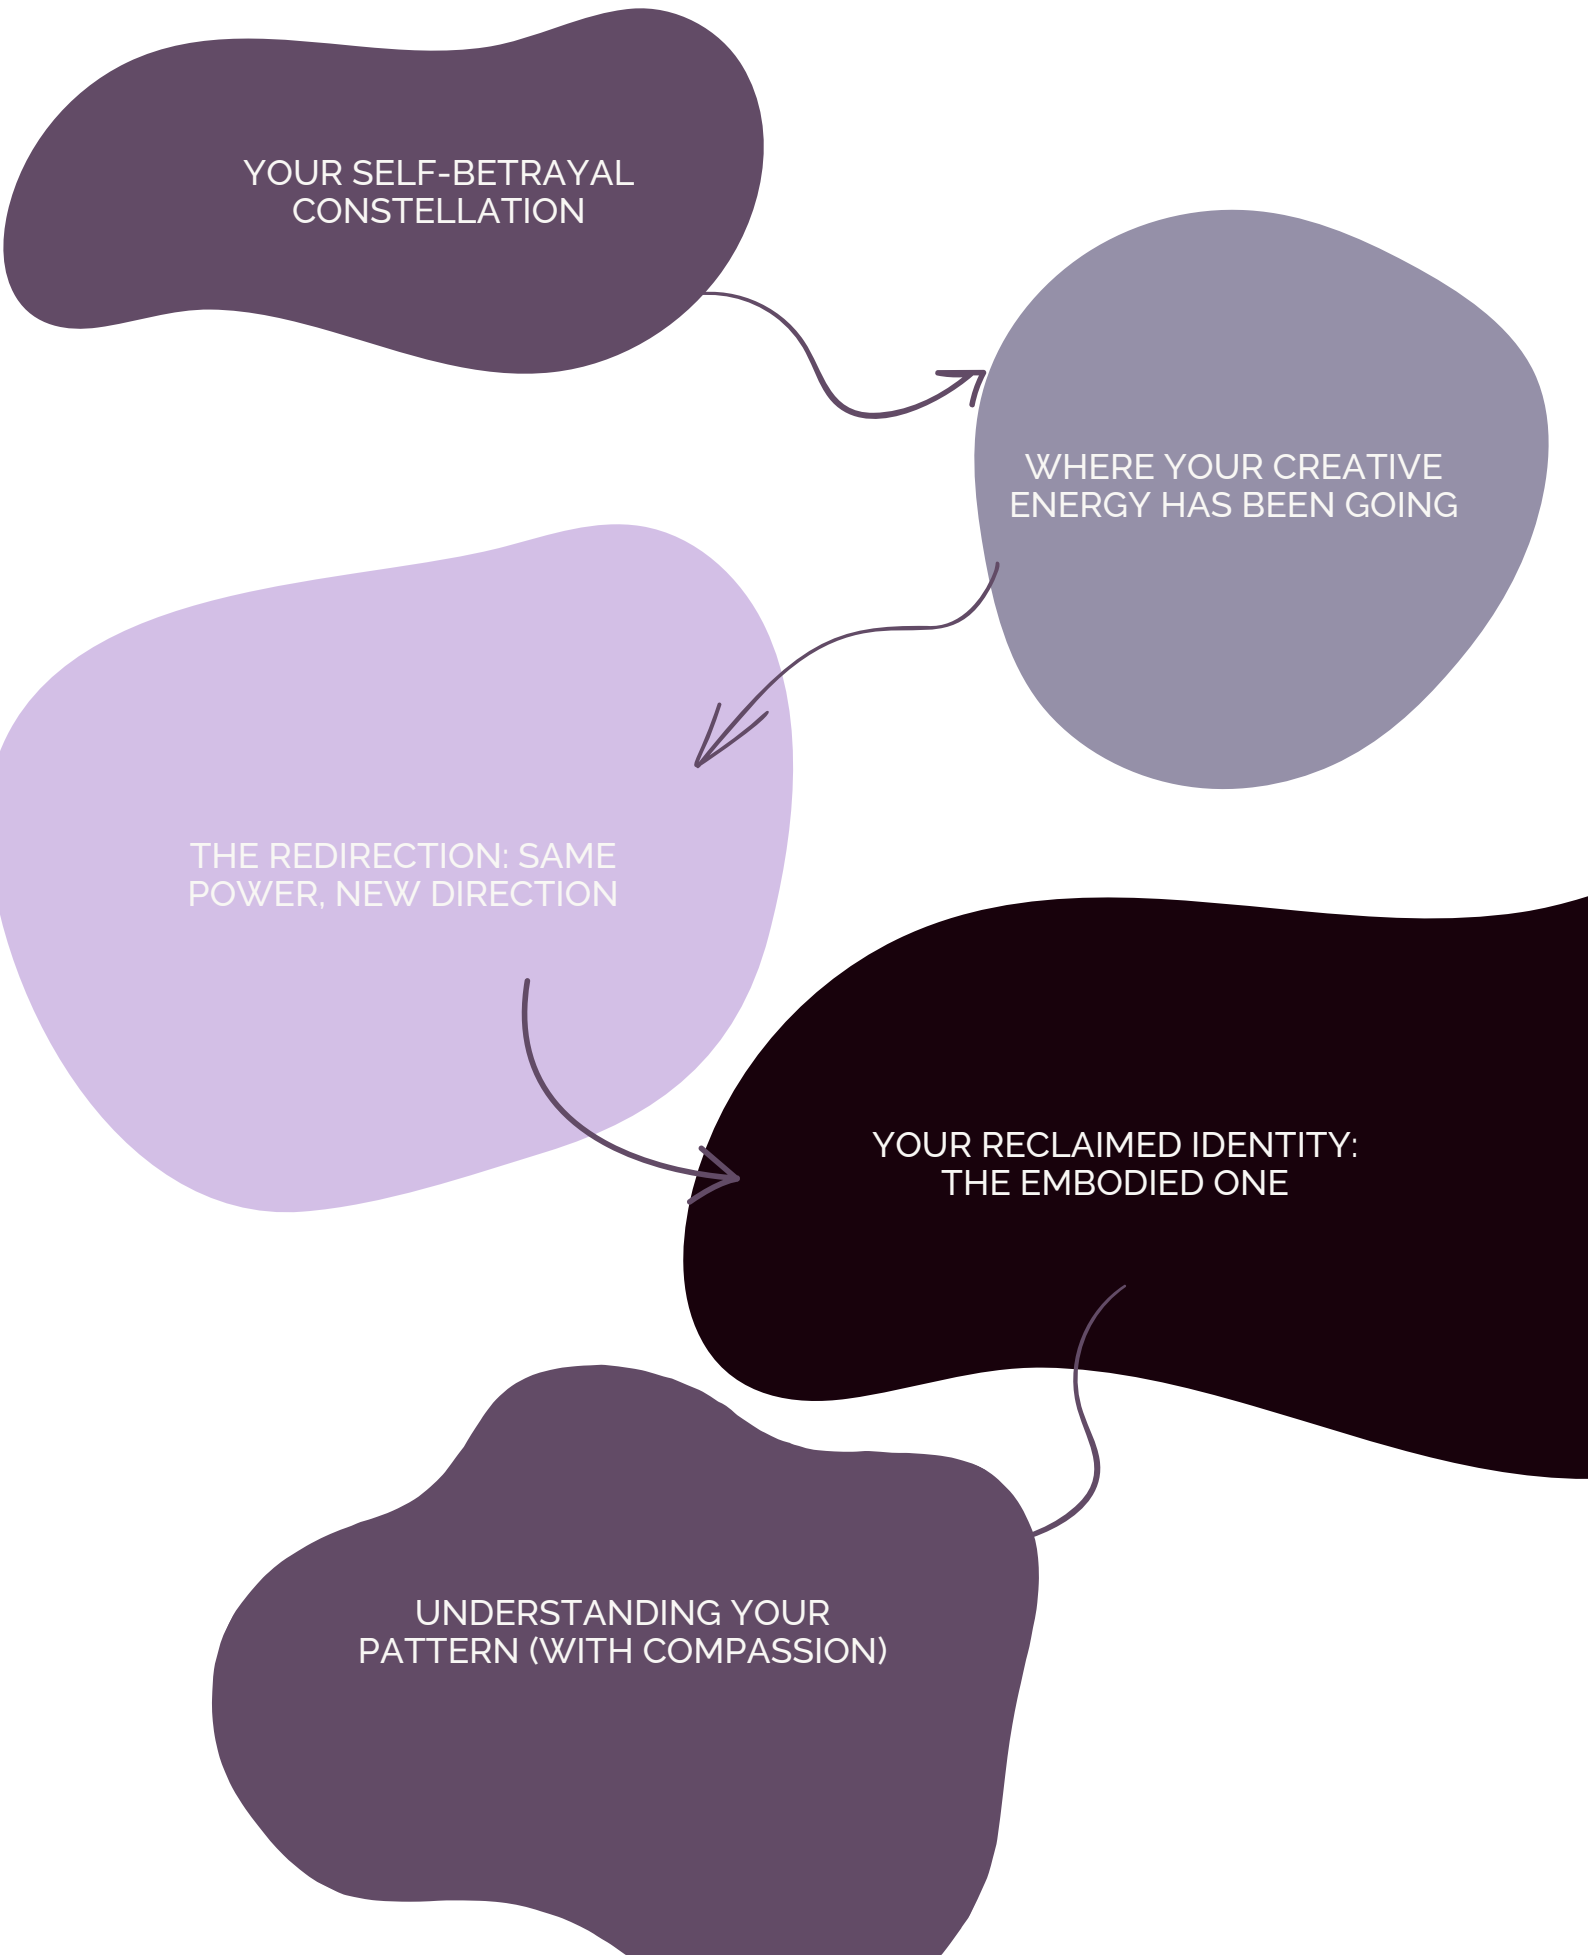 YOUR SELF-BETRAYAL
CONSTELLATION
WHERE YOUR CREATIVE
ENERGY HAS BEEN GOING
THE REDIRECTION: SAME
POWER, NEW DIRECTION
YOUR RECLAIMED IDENTITY:
THE EMBODIED ONE
UNDERSTANDING YOUR
PATTERN (WITH COMPASSION)